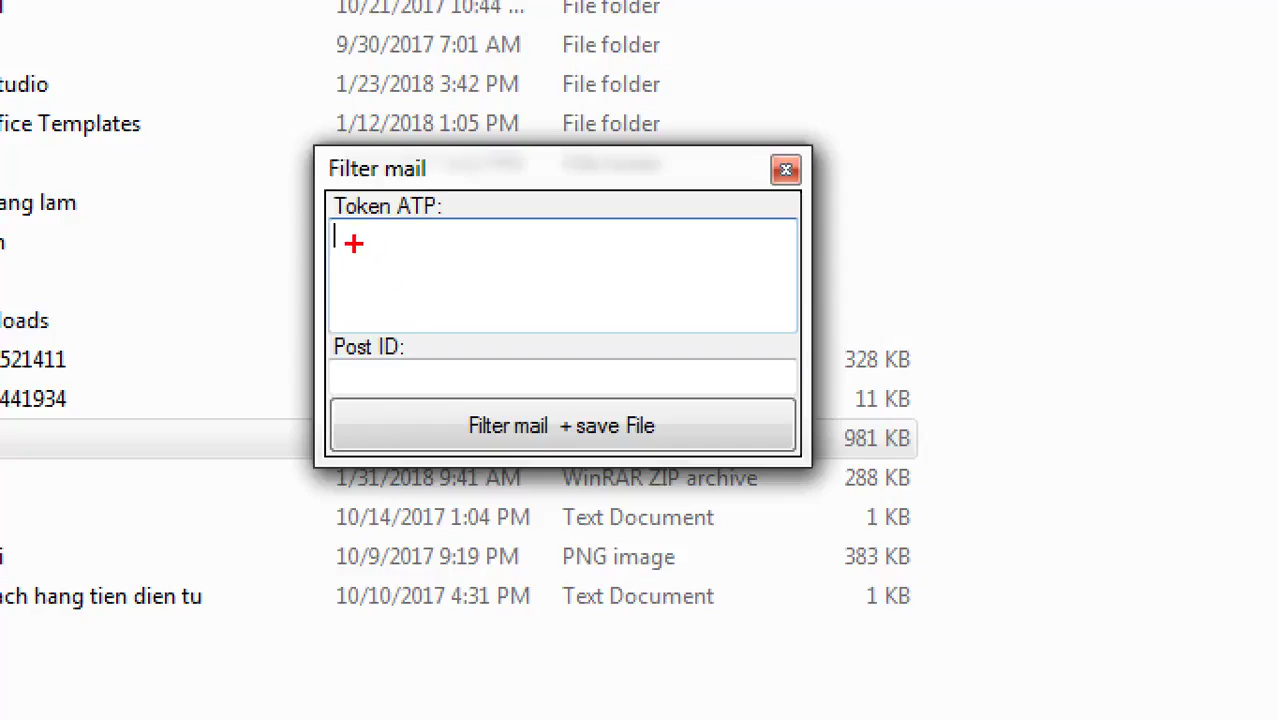 10/21/2017 10:44 ... File folder
9/30/2017 7:01 AM File folder
tudio 1/23/2018 3:42 PM File folder
fice Templates 1/12/2018 1:05 PM File folder
Filter mail
Token ATP:
ang lam
oads
Post ID:
521411 328 KB
441934 11 KB
Filter mail + save File
981 KB
1/31/2018 9:41 AM WinRAR ZIP archive 288 KB
10/14/2017 1:04 PM Text Document 1 KB
i 10/9/2017 9:19 PM PNG image 383 KB
ach hang tien dien tu 10/10/2017 4:31 PM Text Document 1 KB